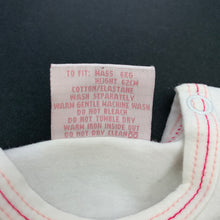 TO FIT: MASS 6KG
HEIGHT 62CM
COTTON/ELASTANE
WASH SEPARATELY
WARM GENTLE MACHINE WASH
DO NOT BLEACH
DO NOT TUMBLE DRY
WARM IRON INSIDE OUT
DO NOT DRY CLEAN